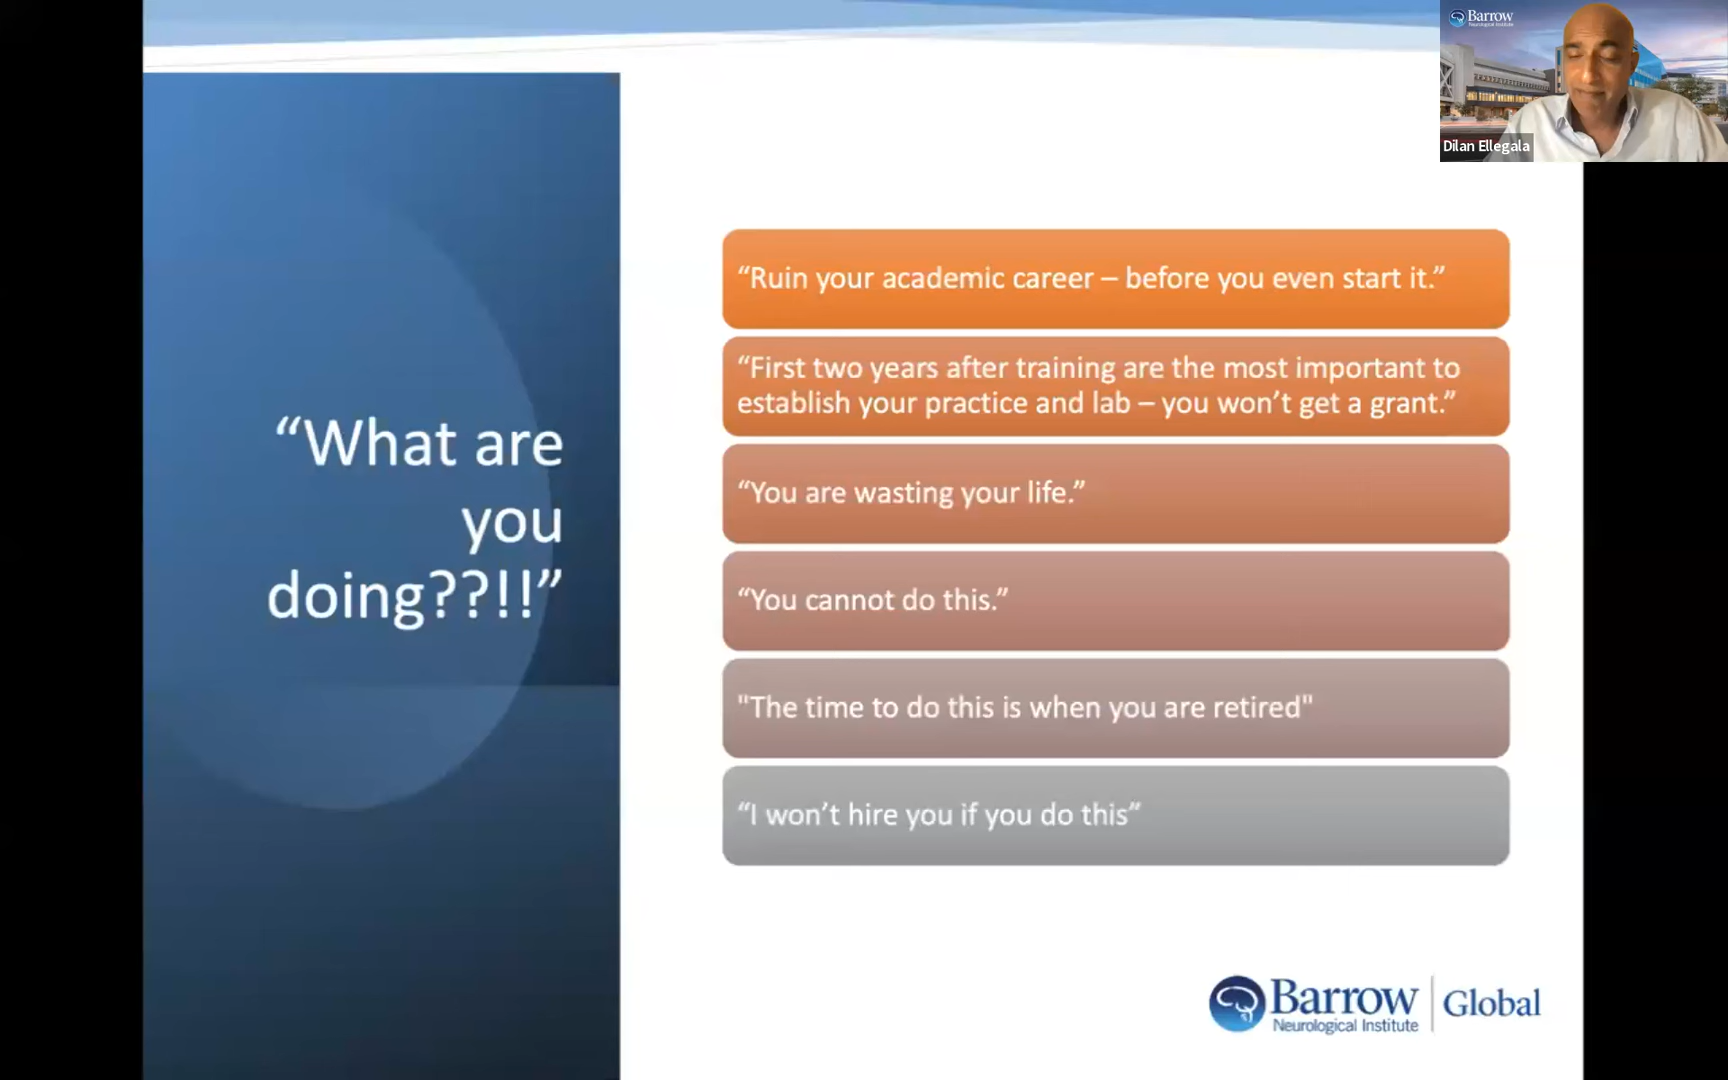 “What are
you
doing??!!”
“Ruin your academic career – before you even start it.”
“First two years after training are the most important to
establish your practice and lab – you won’t get a grant.”
“You are wasting your life.”
“You cannot do this.”
"The time to do this is when you are retired"
“I won’t hire you if you do this”
Barrow
Neurological Institute
Global
Barrow
Neurological Institute
Dilan Ellegala